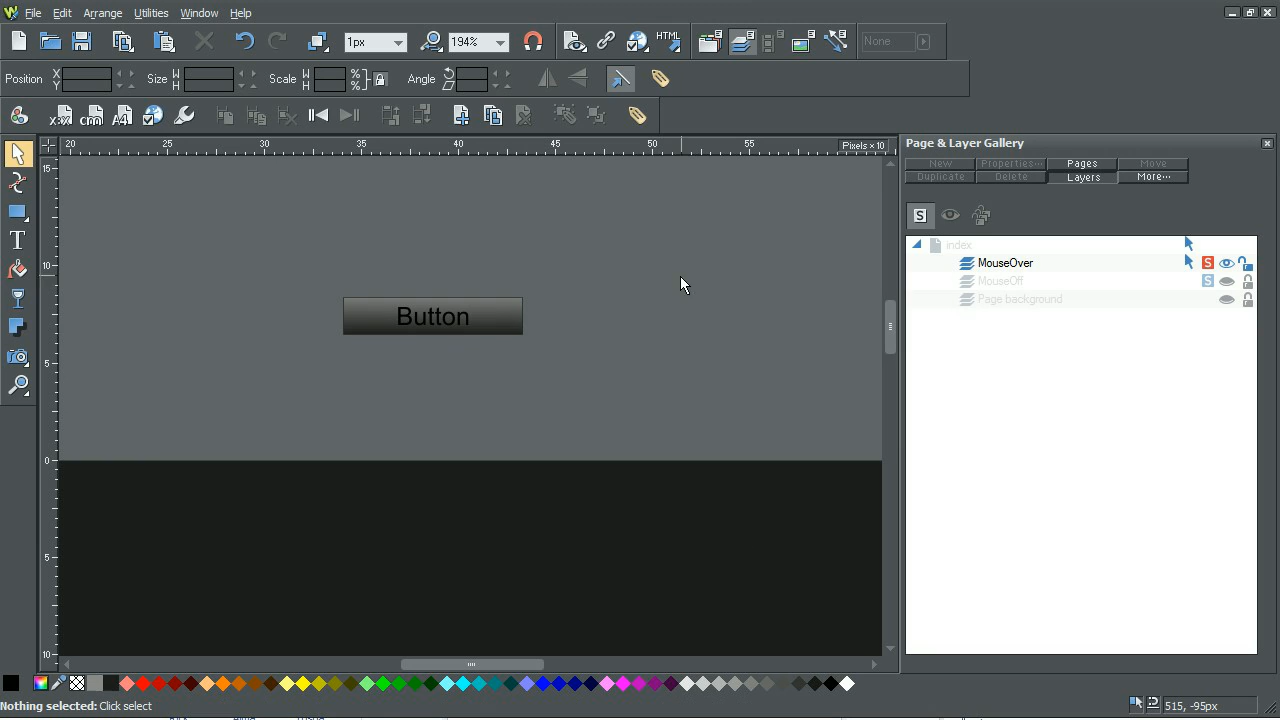 File Edit Arrange Utilities Window Help
1px 194% HTML None
Position X Y Size W H Scale W H % % Angle
20 25 30 35 40 45 50 55 Pixels × 10
Page & Layer Gallery
New Properties... Pages Move
Duplicate Delete Layers More...
S
index
MouseOver S
MouseOff S
Page background
T
15
10
5
0
5
10
Button
Nothing selected: Click select
515, -95px